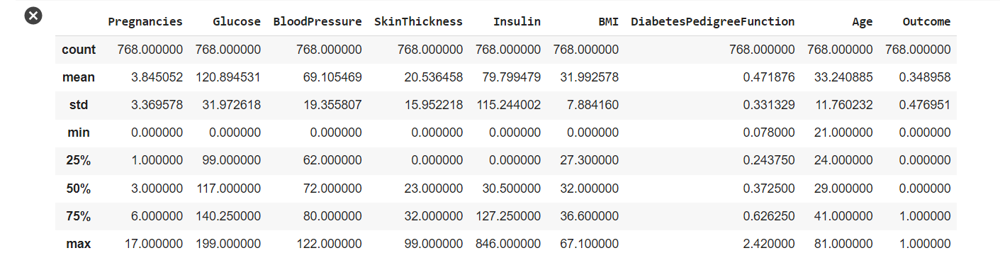 Pregnancies Glucose BloodPressure SkinThickness Insulin BMI DiabetesPedigreeFunction Age Outcome
count 768.000000 768.000000 768.000000 768.000000 768.000000 768.000000 768.000000 768.000000 768.000000
mean 3.845052 120.894531 69.105469 20.536458 79.799479 31.992578 0.471876 33.240885 0.348958
std 3.369578 31.972618 19.355807 15.952218 115.244002 7.884160 0.331329 11.760232 0.476951
min 0.000000 0.000000 0.000000 0.000000 0.000000 0.000000 0.078000 21.000000 0.000000
25% 1.000000 99.000000 62.000000 0.000000 0.000000 27.300000 0.243750 24.000000 0.000000
50% 3.000000 117.000000 72.000000 23.000000 30.500000 32.000000 0.372500 29.000000 0.000000
75% 6.000000 140.250000 80.000000 32.000000 127.250000 36.600000 0.626250 41.000000 1.000000
max 17.000000 199.000000 122.000000 99.000000 846.000000 67.100000 2.420000 81.000000 1.000000